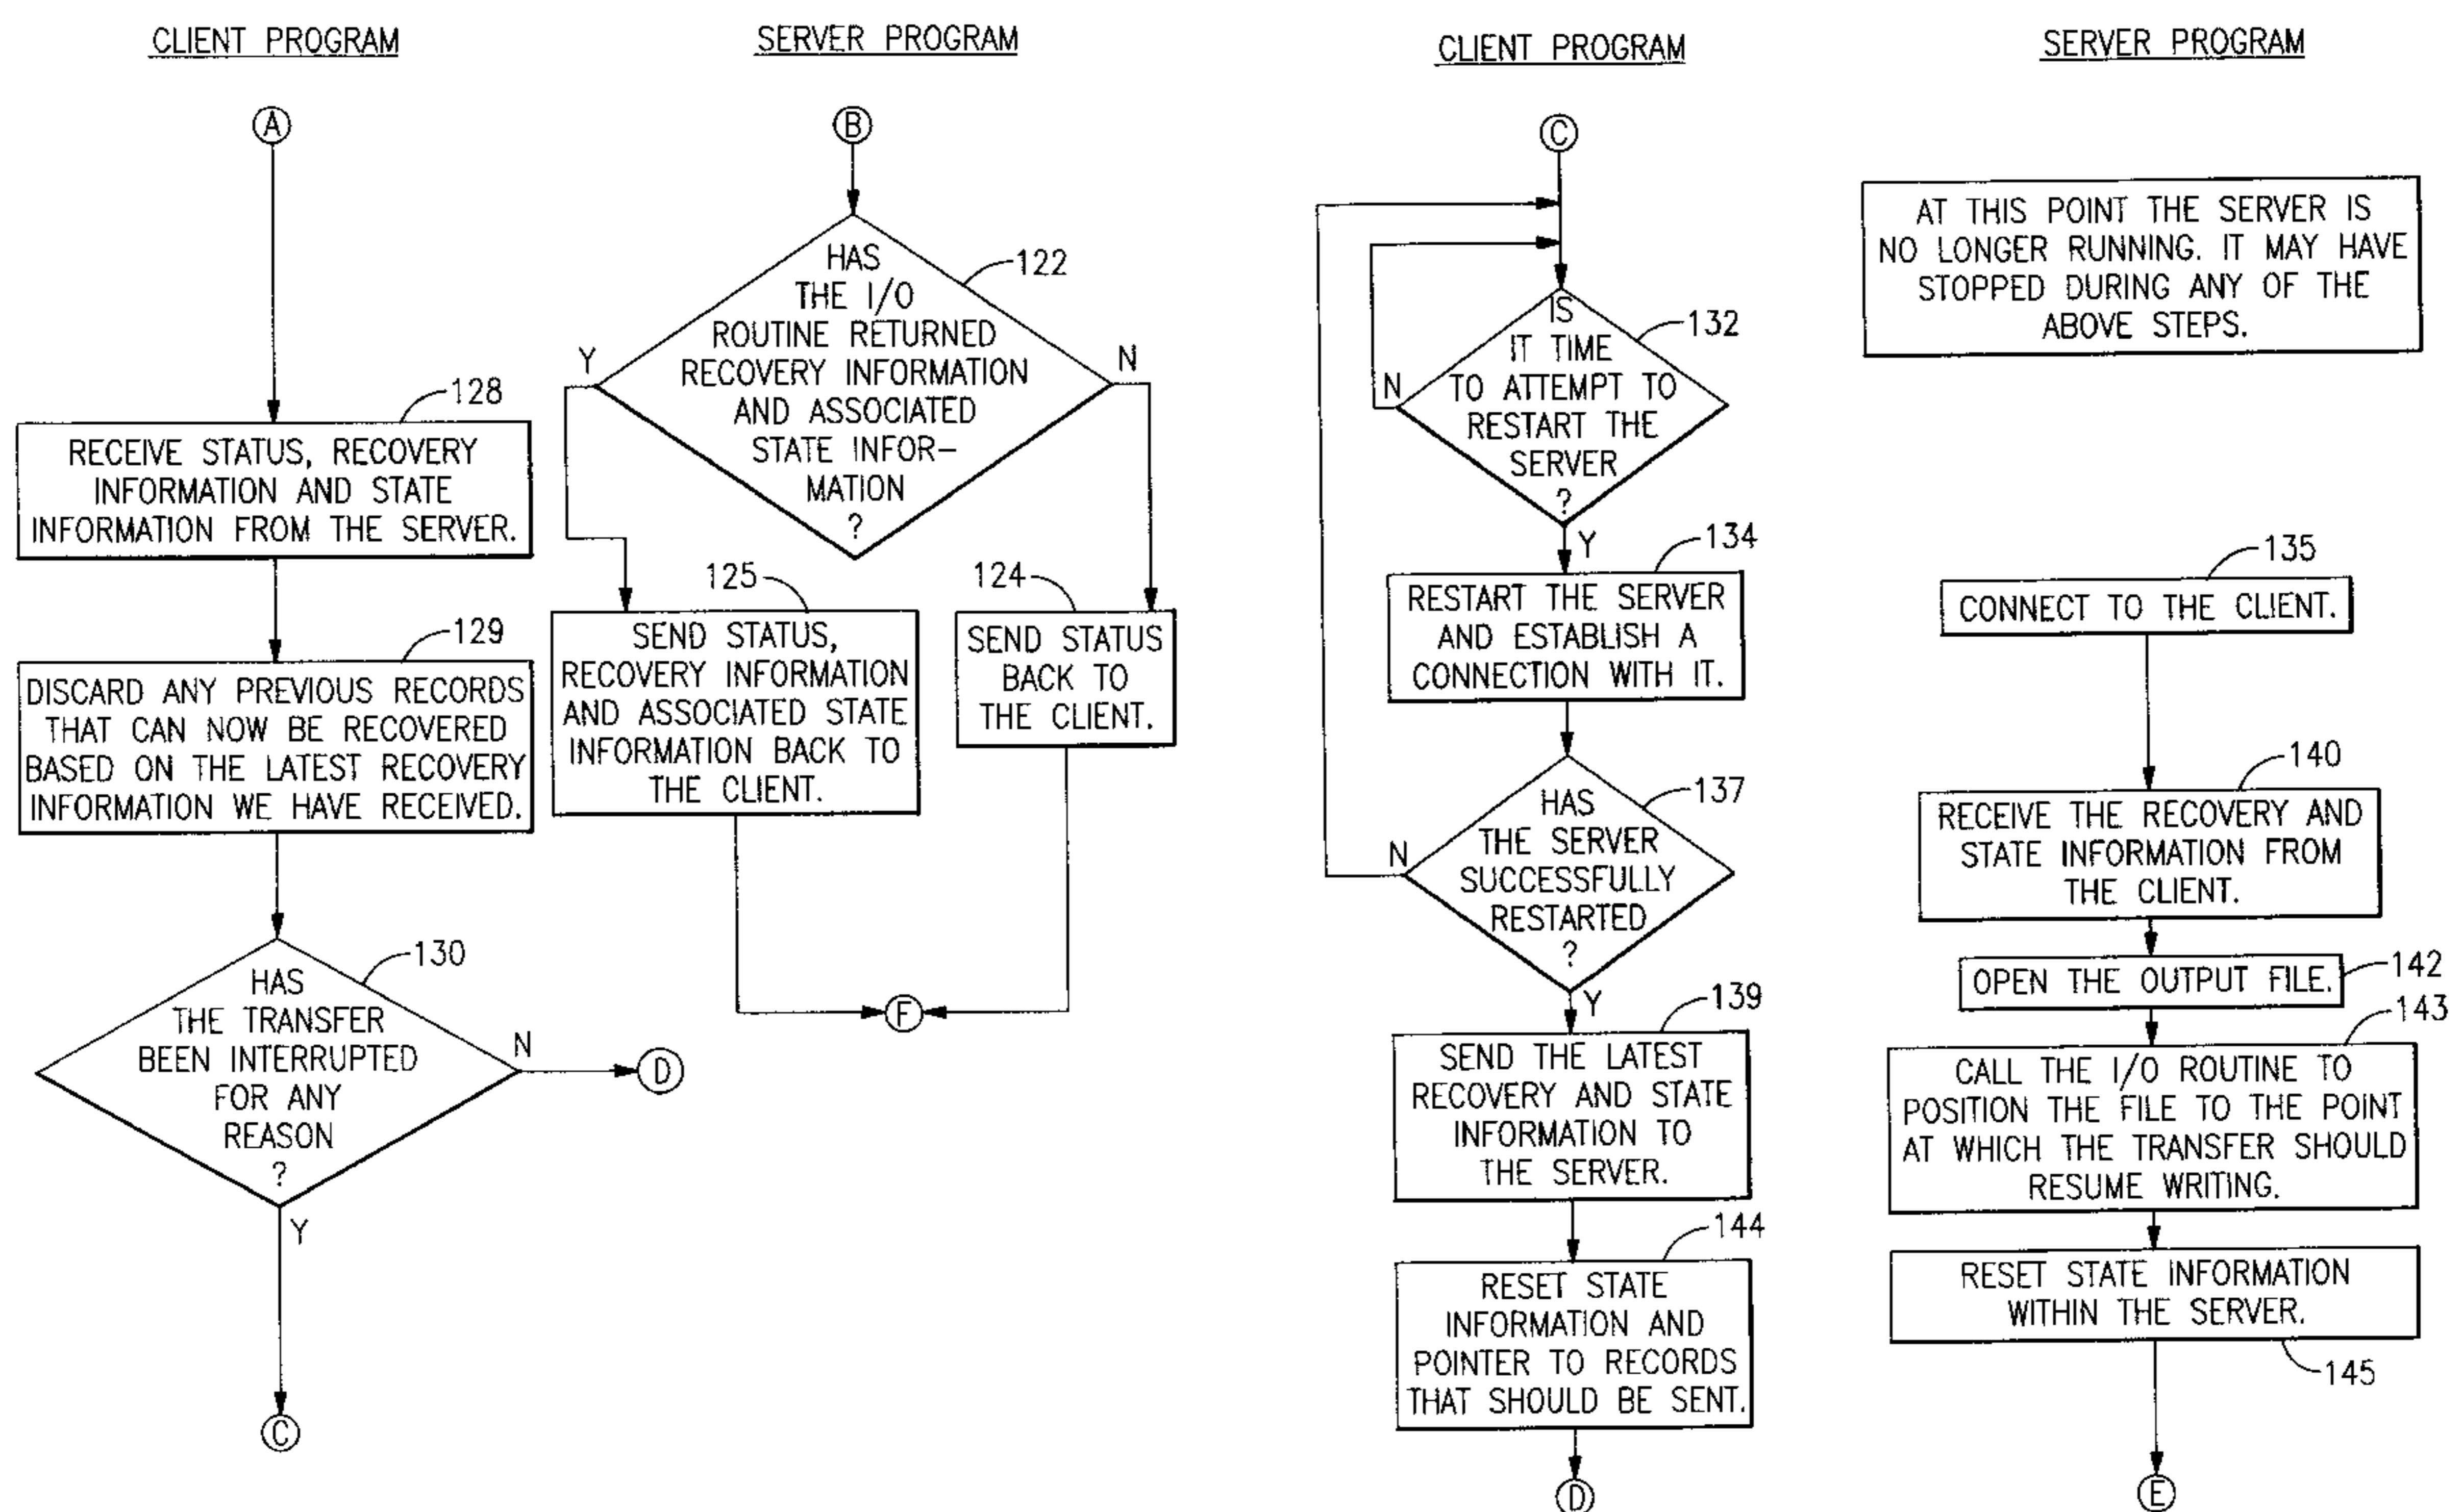 CLIENT PROGRAM
A
128
RECEIVE STATUS, RECOVERY
INFORMATION AND STATE
INFORMATION FROM THE SERVER.
129
DISCARD ANY PREVIOUS RECORDS
THAT CAN NOW BE RECOVERED
BASED ON THE LATEST RECOVERY
INFORMATION WE HAVE RECEIVED.
130
HAS
THE TRANSFER
BEEN INTERRUPTED
FOR ANY
REASON
?
N
D
Y
C
SERVER PROGRAM
B
122
HAS
THE I/O
ROUTINE RETURNED
RECOVERY INFORMATION
AND ASSOCIATED
STATE INFOR-
MATION
?
Y
N
125
SEND STATUS,
RECOVERY INFORMATION
AND ASSOCIATED STATE
INFORMATION BACK TO
THE CLIENT.
124
SEND STATUS
BACK TO
THE CLIENT.
F
CLIENT PROGRAM
C
132
IS
IT TIME
TO ATTEMPT TO
RESTART THE
SERVER
?
N
Y
134
RESTART THE SERVER
AND ESTABLISH A
CONNECTION WITH IT.
137
HAS
THE SERVER
SUCCESSFULLY
RESTARTED
?
N
Y
139
SEND THE LATEST
RECOVERY AND STATE
INFORMATION TO
THE SERVER.
144
RESET STATE
INFORMATION AND
POINTER TO RECORDS
THAT SHOULD BE SENT.
D
SERVER PROGRAM
AT THIS POINT THE SERVER IS
NO LONGER RUNNING. IT MAY HAVE
STOPPED DURING ANY OF THE
ABOVE STEPS.
135
CONNECT TO THE CLIENT.
140
RECEIVE THE RECOVERY AND
STATE INFORMATION FROM
THE CLIENT.
142
OPEN THE OUTPUT FILE.
143
CALL THE I/O ROUTINE TO
POSITION THE FILE TO THE POINT
AT WHICH THE TRANSFER SHOULD
RESUME WRITING.
RESET STATE INFORMATION
WITHIN THE SERVER.
145
E